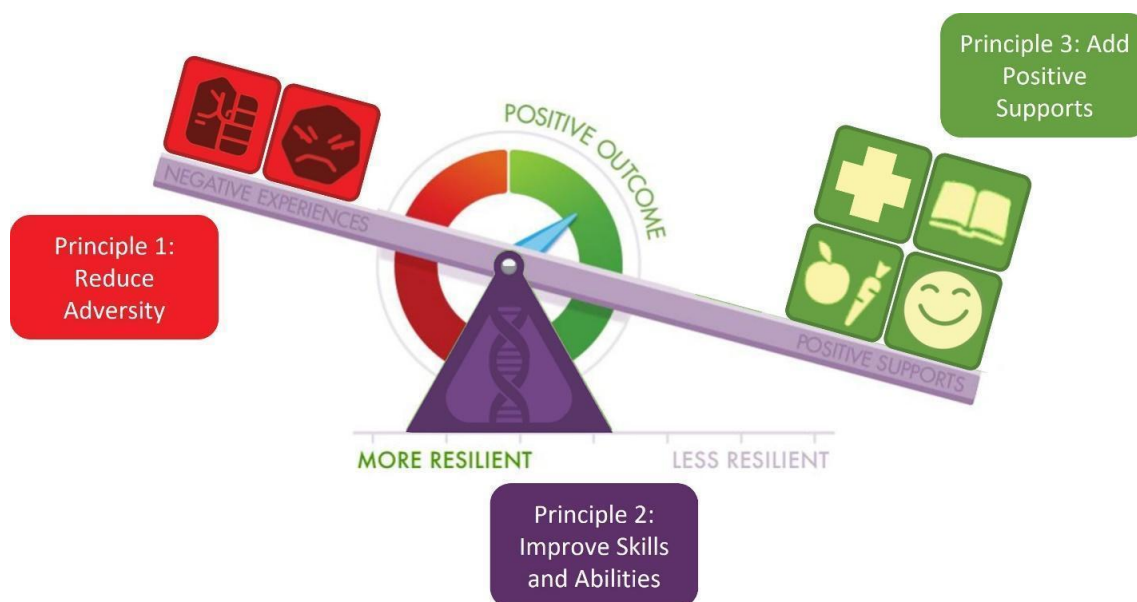 Principle 3: Add
Positive
Supports
POSITIVE OUTCOME
NEGATIVE EXPERIENCES
Principle 1:
Reduce
Adversity
POSITIVE SUPPORTS
MORE RESILIENT
LESS RESILIENT
Principle 2:
Improve Skills
and Abilities